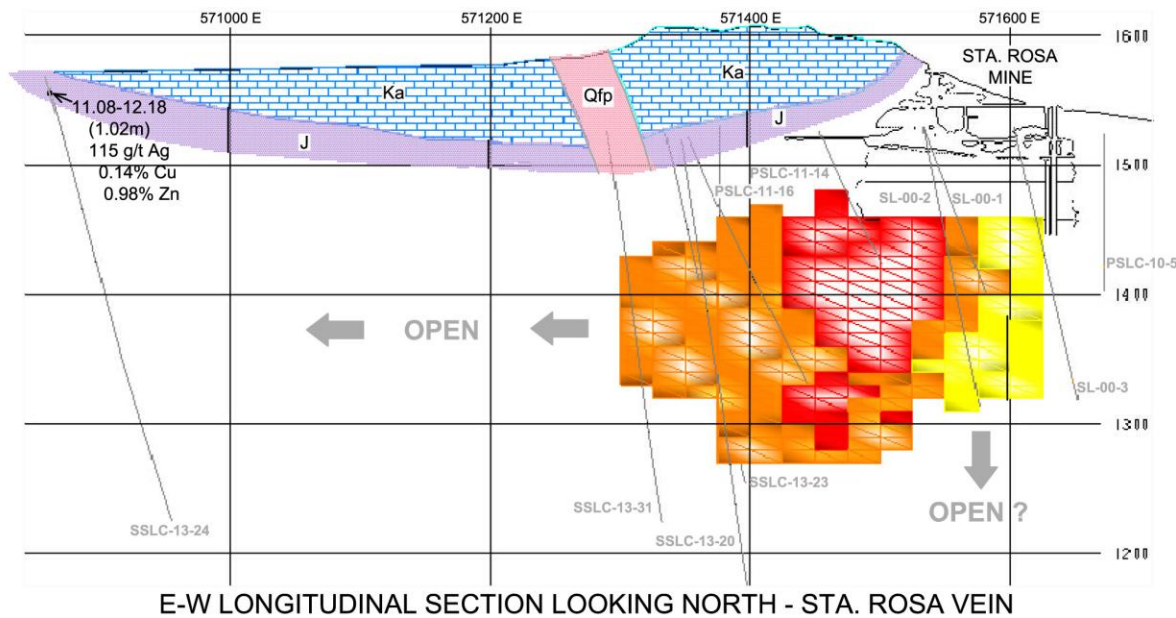 571000 E
571200 E
571400 E
571600 E
1600
STA. ROSA
MINE
Ka
Qfp
Ka
11.08-12.18
(1.02m)
115 g/t Ag
0.14% Cu
0.98% Zn
J
J
1500
PSLC-11-14
PSLC-11-16
SL-00-2
SL-00-1
PSLC-10-5
1400
OPEN
SL-00-3
1300
SSLC-13-23
SSLC-13-31
OPEN ?
SSLC-13-24
SSLC-13-20
1200
E-W LONGITUDINAL SECTION LOOKING NORTH - STA. ROSA VEIN